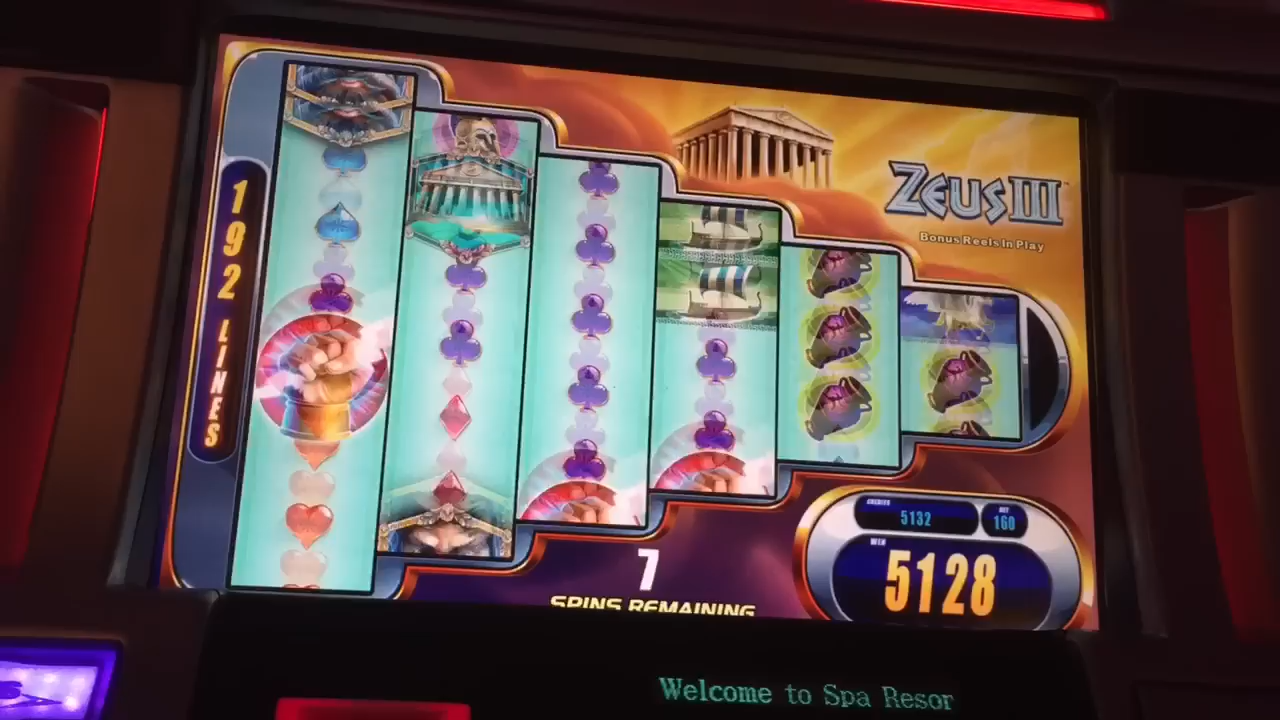 192 LINES
ZEUS III
Bonus Reels In Play
CREDITS
5132
BET
160
WIN
5128
7
SPINS REMAINING
Welcome to Spa Resor